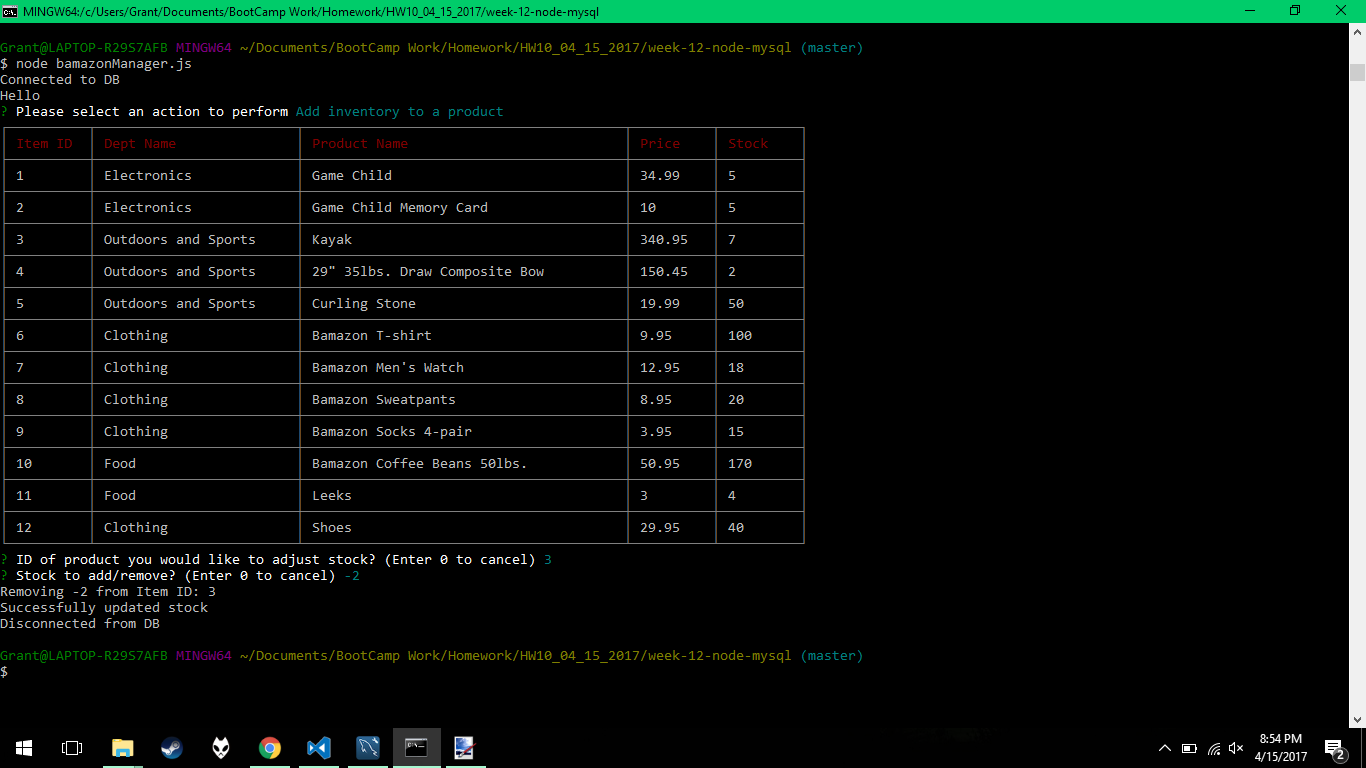 MINGW64:/c/Users/Grant/Documents/BootCamp Work/Homework/HW10_04_15_2017/week-12-node-mysql
Grant@LAPTOP-R29S7AFB MINGW64 ~/Documents/BootCamp Work/Homework/HW10_04_15_2017/week-12-node-mysql (master)
$ node bamazonManager.js
Connected to DB
Hello
? Please select an action to perform Add inventory to a product
Item ID Dept Name Product Name Price Stock
1 Electronics Game Child 34.99 5
2 Electronics Game Child Memory Card 10 5
3 Outdoors and Sports Kayak 340.95 7
4 Outdoors and Sports 29" 35lbs. Draw Composite Bow 150.45 2
5 Outdoors and Sports Curling Stone 19.99 50
6 Clothing Bamazon T-shirt 9.95 100
7 Clothing Bamazon Men's Watch 12.95 18
8 Clothing Bamazon Sweatpants 8.95 20
9 Clothing Bamazon Socks 4-pair 3.95 15
10 Food Bamazon Coffee Beans 50lbs. 50.95 170
11 Food Leeks 3 4
12 Clothing Shoes 29.95 40
? ID of product you would like to adjust stock? (Enter 0 to cancel) 3
? Stock to add/remove? (Enter 0 to cancel) -2
Removing -2 from Item ID: 3
Successfully updated stock
Disconnected from DB
Grant@LAPTOP-R29S7AFB MINGW64 ~/Documents/BootCamp Work/Homework/HW10_04_15_2017/week-12-node-mysql (master)
$
8:54 PM
4/15/2017
2